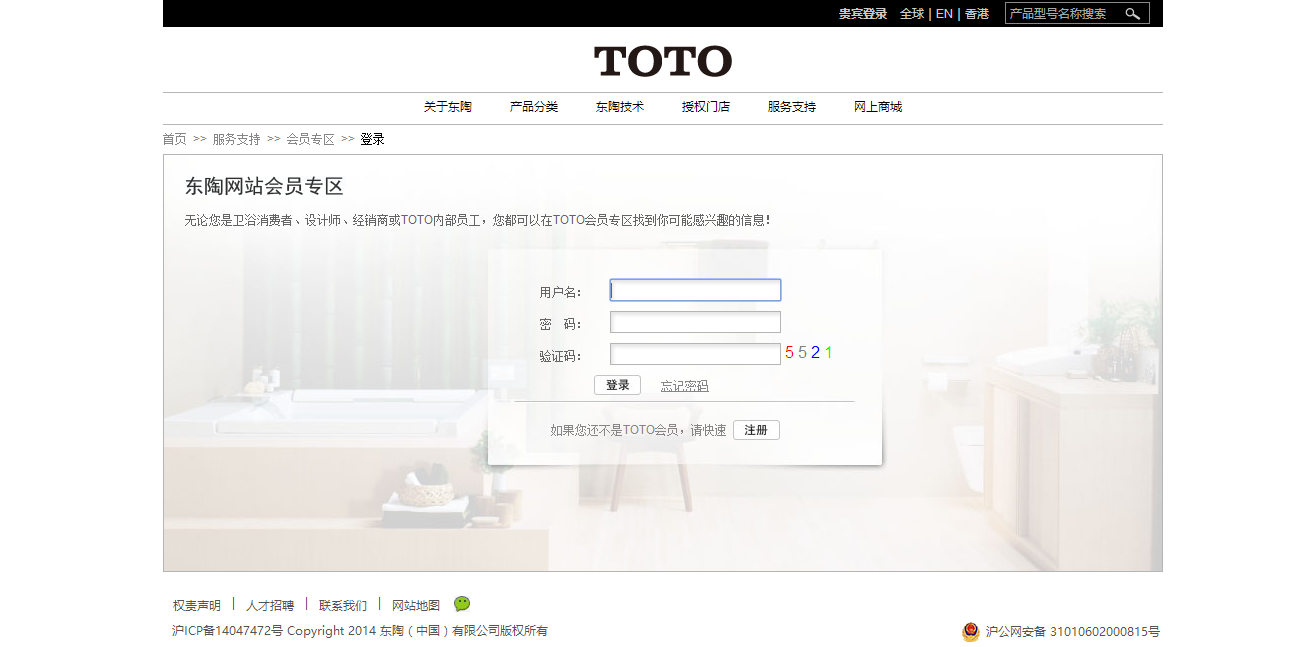 贵宾登录 全球 | EN | 香港 产品型号名称搜索
TOTO
关于东陶 产品分类 东陶技术 授权门店 服务支持 网上商城
首页 >> 服务支持 >> 会员专区 >> 登录
东陶网站会员专区
无论您是卫浴消费者、设计师、经销商或TOTO内部员工，您都可以在TOTO会员专区找到你可能感兴趣的信息！
用户名：
密 码：
验证码： 5 5 2 1
登录 忘记密码
如果您还不是TOTO会员，请快速 注册
权责声明 | 人才招聘 | 联系我们 | 网站地图
沪ICP备14047472号 Copyright 2014 东陶（中国）有限公司版权所有
沪公网安备 31010602000815号